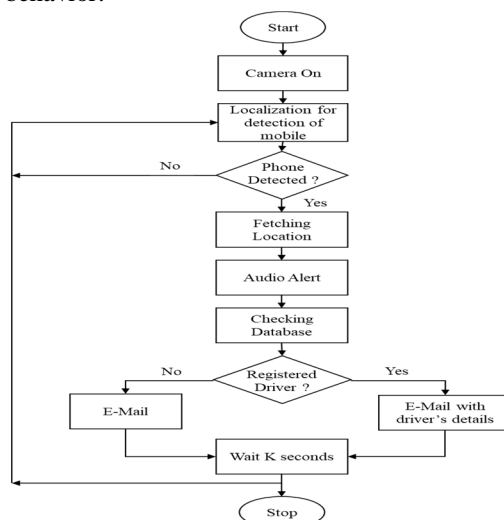 behavior.
Start
Camera On
Localization for
detection of
mobile
No
Phone
Detected ?
Yes
Fetching
Location
Audio Alert
Checking
Database
No
Registered
Driver ?
Yes
E-Mail
E-Mail with
driver's details
Wait K seconds
Stop